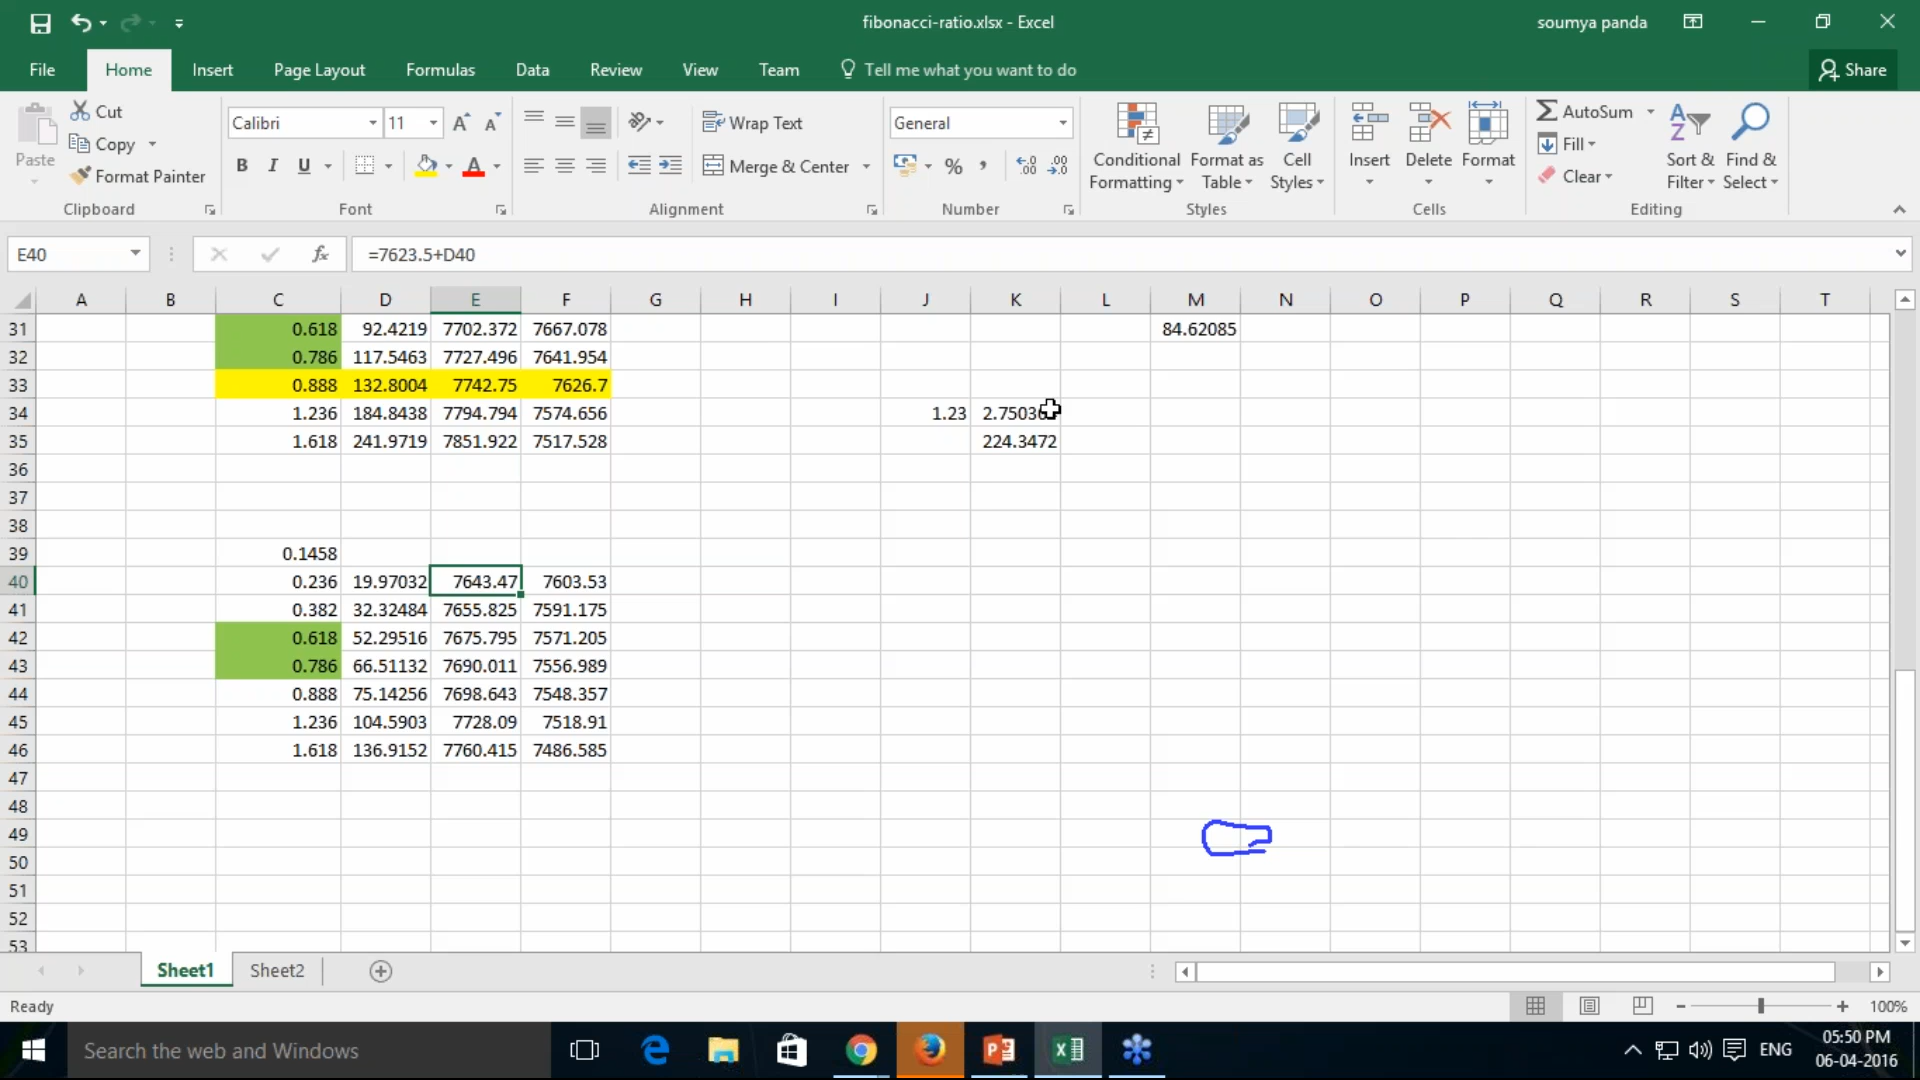 fibonacci-ratio.xlsx - Excel
soumya panda
File Home Insert Page Layout Formulas Data Review View Team Tell me what you want to do Share
Paste
Cut
Copy
Format Painter
Clipboard
Calibri 11
B I U
Font
Wrap Text
Merge & Center
Alignment
General
%
Number
Conditional Formatting
Format as Table
Cell Styles
Styles
Insert Delete Format
Cells
AutoSum
Fill
Clear
Sort & Filter
Find & Select
Editing
E40 fx =7623.5+D40
A B C D E F G H I J K L M N O P Q R S T
31 0.618 92.4219 7702.372 7667.078 84.62085
32 0.786 117.5463 7727.496 7641.954
33 0.888 132.8004 7742.75 7626.7
34 1.236 184.8438 7794.794 7574.656 1.23
35 1.618 241.9719 7851.922 7517.528 224.3472
36
37
38
39 0.1458
40 0.236 19.97032 7643.47 7603.53
41 0.382 32.32484 7655.825 7591.175
42 0.618 52.29516 7675.795 7571.205
43 0.786 66.51132 7690.011 7556.989
44 0.888 75.14256 7698.643 7548.357
45 1.236 104.5903 7728.09 7518.91
46 1.618 136.9152 7760.415 7486.585
47
48
49
50
51
52
53
Sheet1 Sheet2
Ready 100%
Search the web and Windows
ENG
05:50 PM
06-04-2016